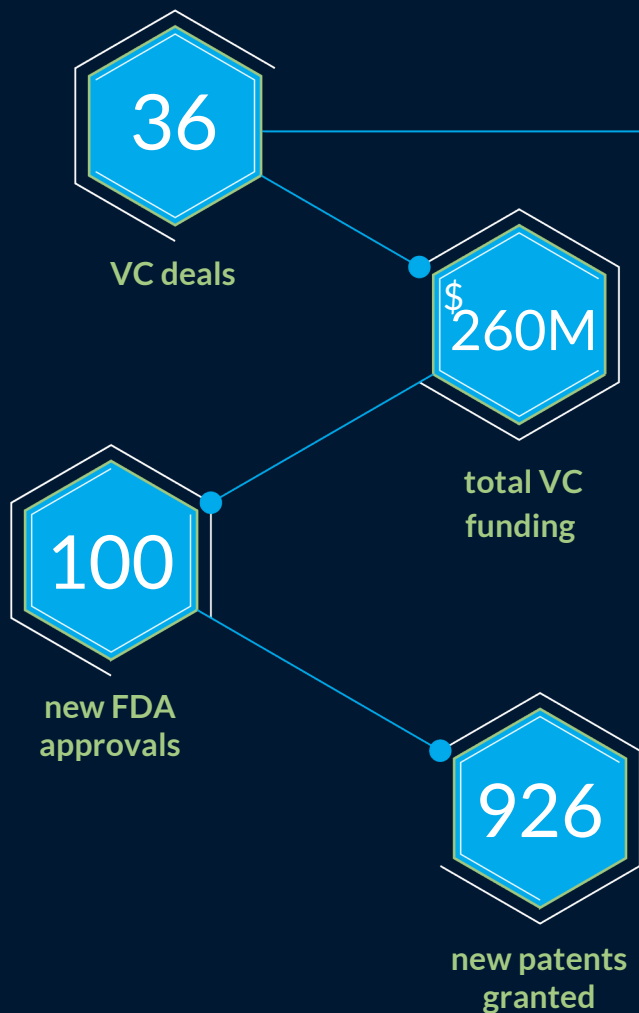 36
VC deals
$
260M
total VC
funding
100
new FDA
approvals
926
new patents
granted